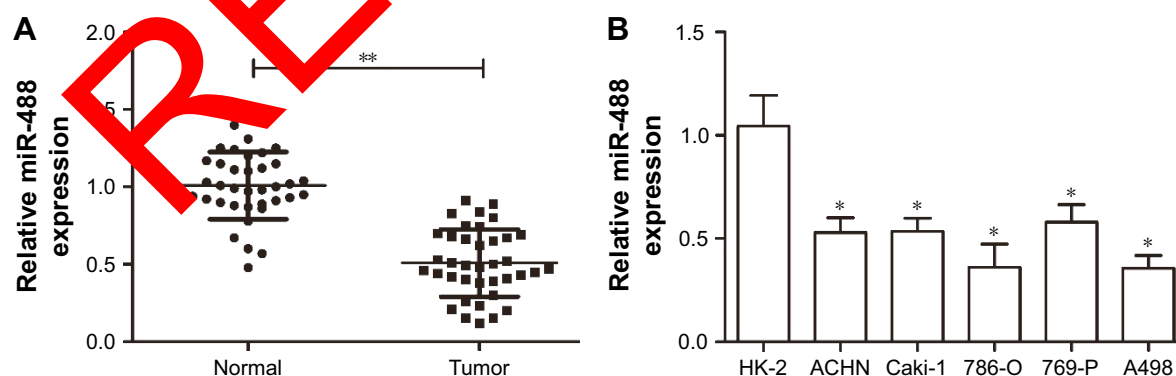 A
2.0
1.0
0.5
0.0
Relative miR-488
expression
**
Normal
Tumor
B
1.5
1.0
0.5
0.0
Relative miR-488
expression
*
*
*
*
*
HK-2
ACHN
Caki-1
786-O
769-P
A498
RE